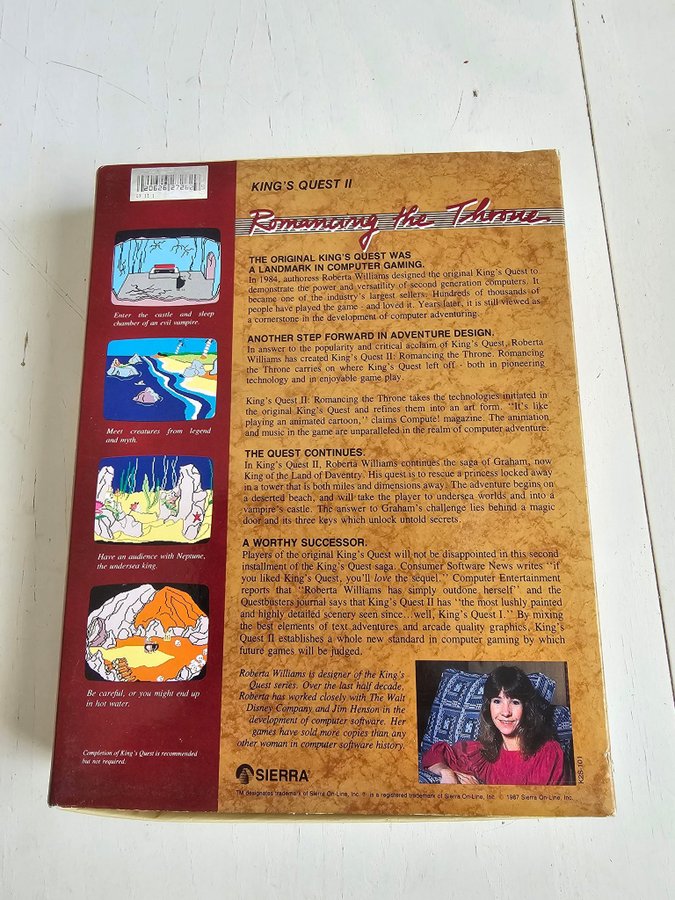 KING'S QUEST II
Romancing the Throne
THE ORIGINAL KING'S QUEST WAS
A LANDMARK IN COMPUTER GAMING.
In 1984, authoress Roberta Williams designed the original King's Quest to
demonstrate the power and versatility of second generation computers. It
became one of the industry's largest sellers. Hundreds of thousands of
people have played the game - and loved it. Years later, it is still viewed as
a cornerstone in the development of computer adventuring.
ANOTHER STEP FORWARD IN ADVENTURE DESIGN.
In answer to the popularity and critical acclaim of King's Quest, Roberta
Williams has created King's Quest II: Romancing the Throne. Romancing
the Throne carries on where King's Quest left off - both in pioneering
technology and in enjoyable game play.
King's Quest II: Romancing the Throne takes the technologies initiated in
the original King's Quest and refines them into an art form. "It's like
playing an animated cartoon," claims Compute! magazine. The animation
and music in the game are unparalleled in the realm of computer adventure.
THE QUEST CONTINUES.
In King's Quest II, Roberta Williams continues the saga of Graham, now
King of the Land of Daventry. His quest is to rescue a princess locked away
in a tower that is both miles and dimensions away. The adventure begins on
a deserted beach, and will take the player to undersea worlds and into a
vampire's castle. The answer to Graham's challenge lies behind a magic
door and its three keys which unlock untold secrets.
A WORTHY SUCCESSOR.
Players of the original King's Quest will not be disappointed in this second
installment of the King's Quest saga. Consumer Software News writes "if
you liked King's Quest, you'll love the sequel." Computer Entertainment
reports that "Roberta Williams has simply outdone herself" and the
Questbusters journal says that King's Quest II has "the most lushly painted
and highly detailed scenery seen since...well, King's Quest I." By mixing
the best elements of text adventures and arcade quality graphics, King's
Quest II establishes a whole new standard in computer gaming by which
future games will be judged.
Roberta Williams is designer of the King's
Quest series. Over the last half decade,
Roberta has worked closely with The Walt
Disney Company and Jim Henson in the
development of computer software. Her
games have sold more copies than any
other woman in computer software history.
SIERRA®
TM designates trademark of Sierra On-Line, Inc. ® is a registered trademark of Sierra On-Line, Inc. © 1987 Sierra On-Line, Inc.
K2S-101
Enter the castle and sleep
chamber of an evil vampire.
Meet creatures from legend
and myth.
Have an audience with Neptune,
the undersea king.
Be careful, or you might end up
in hot water.
Completion of King's Quest is recommended
but not required.